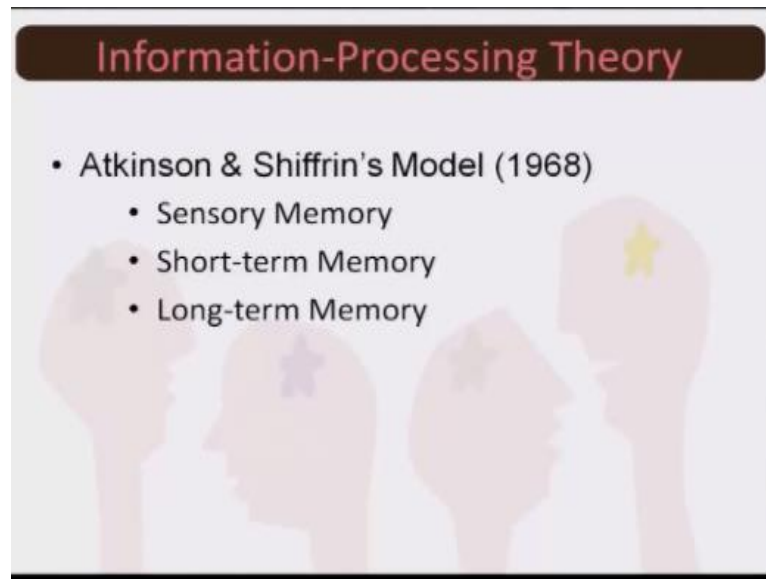 Information-Processing Theory
• Atkinson & Shiffrin's Model (1968)
• Sensory Memory
• Short-term Memory
• Long-term Memory